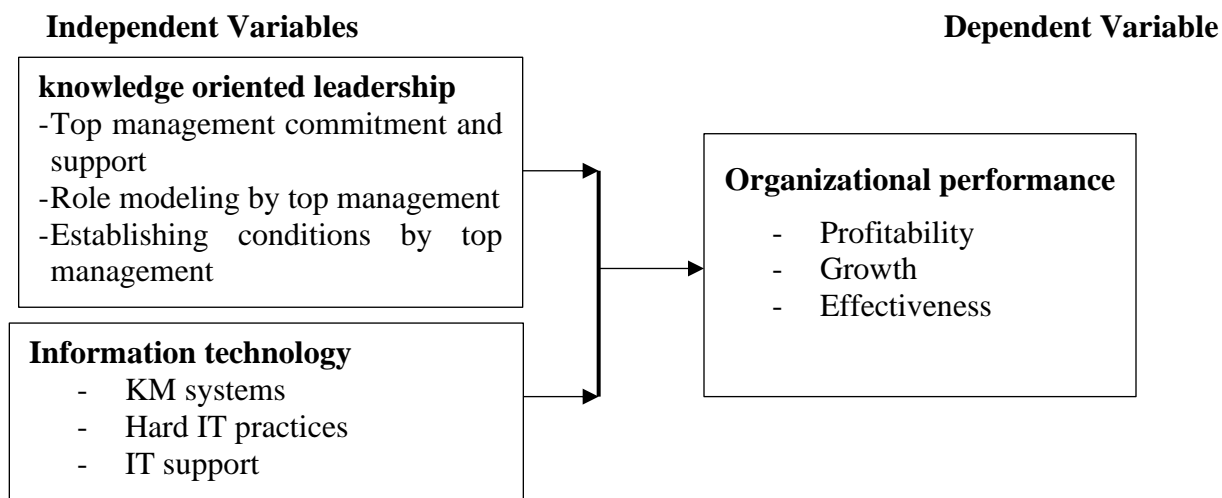 Independent Variables
Dependent Variable
knowledge oriented leadership
-Top management commitment and
support
-Role modeling by top management
-Establishing conditions by top
management
Information technology
- KM systems
- Hard IT practices
- IT support
Organizational performance
- Profitability
- Growth
- Effectiveness